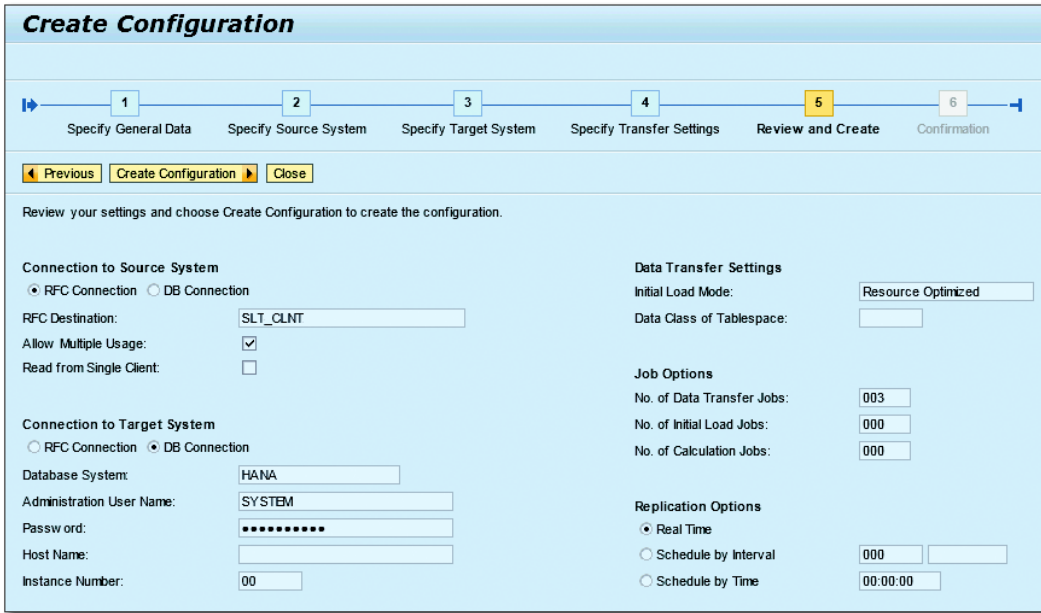 Create Configuration
1 2 3 4 5 6
Specify General Data Specify Source System Specify Target System Specify Transfer Settings Review and Create Confirmation
Previous Create Configuration Close
Review your settings and choose Create Configuration to create the configuration.
Connection to Source System
RFC Connection DB Connection
RFC Destination: SLT_CLNT
Allow Multiple Usage:
Read from Single Client:
Connection to Target System
RFC Connection DB Connection
Database System: HANA
Administration User Name: SYSTEM
Password: ••••••••••
Host Name:
Instance Number: 00
Data Transfer Settings
Initial Load Mode: Resource Optimized
Data Class of Tablespace:
Job Options
No. of Data Transfer Jobs: 003
No. of Initial Load Jobs: 000
No. of Calculation Jobs: 000
Replication Options
Real Time
Schedule by Interval 000
Schedule by Time 00:00:00